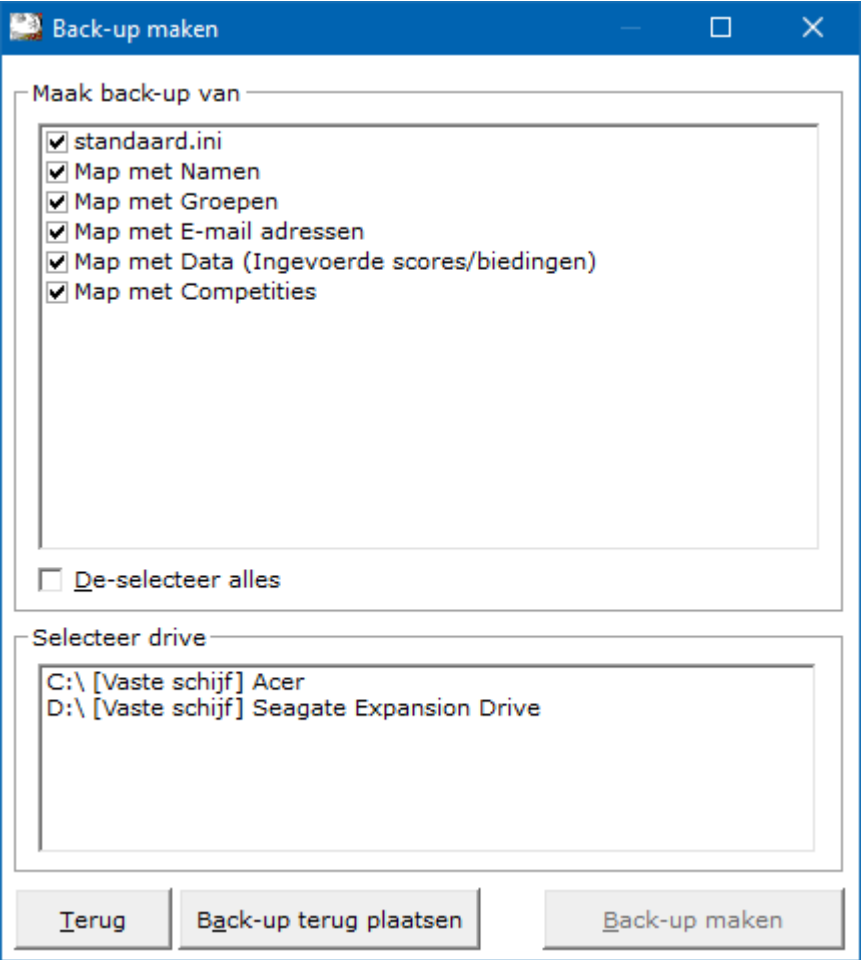 Back-up maken
Maak back-up van
standaard.ini
Map met Namen
Map met Groepen
Map met E-mail adressen
Map met Data (Ingevoerde scores/biedingen)
Map met Competities
De-selecteer alles
Selecteer drive
C:\ [Vaste schijf] Acer
D:\ [Vaste schijf] Seagate Expansion Drive
Terug
Back-up terug plaatsen
Back-up maken